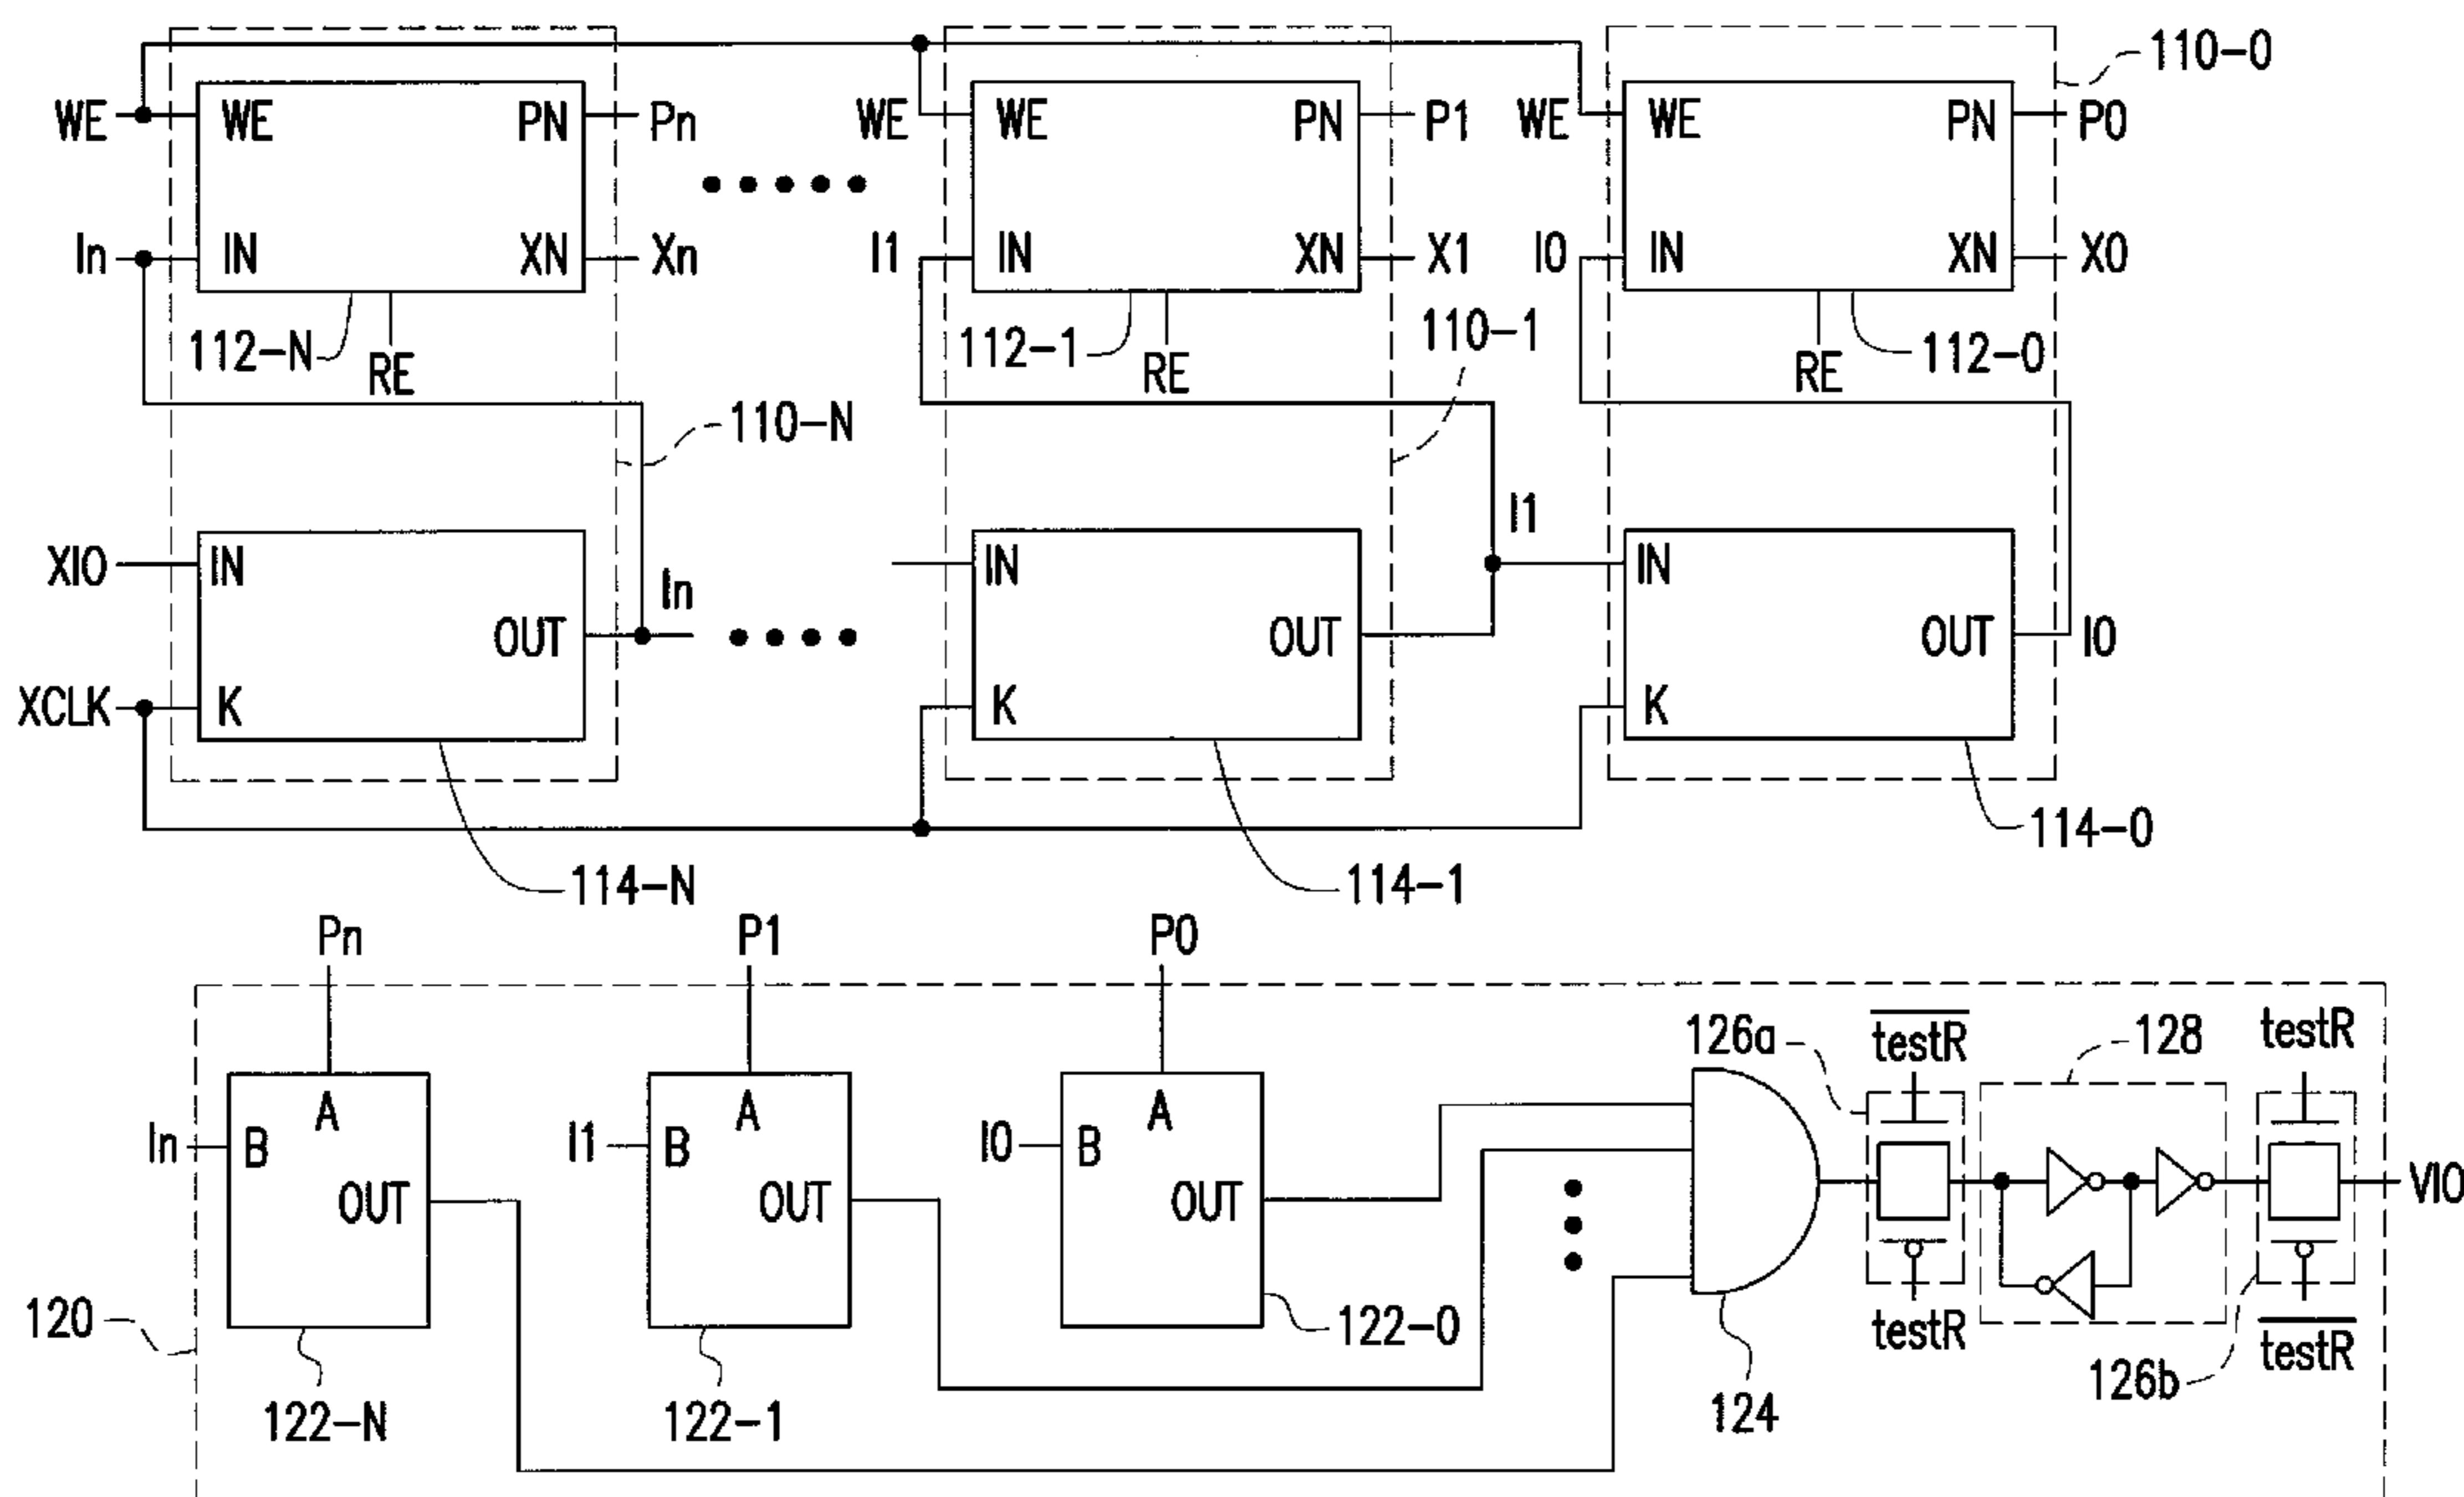 110-0
WE WE PN Pn WE WE PN P1 WE WE PN P0
In IN XN Xn I1 IN XN X1 I0 IN XN X0
112-N RE 112-1 RE 110-1 RE 112-0
110-N
I1
XIO IN In IN IN
OUT OUT OUT I0
XCLK K K K
114-0
114-N 114-1
Pn P1 P0
126a testR 128 testR
A A A
In B I1 B I0 B
OUT OUT OUT VIO
120 122-0 testR testR
126b
122-N 122-1 124